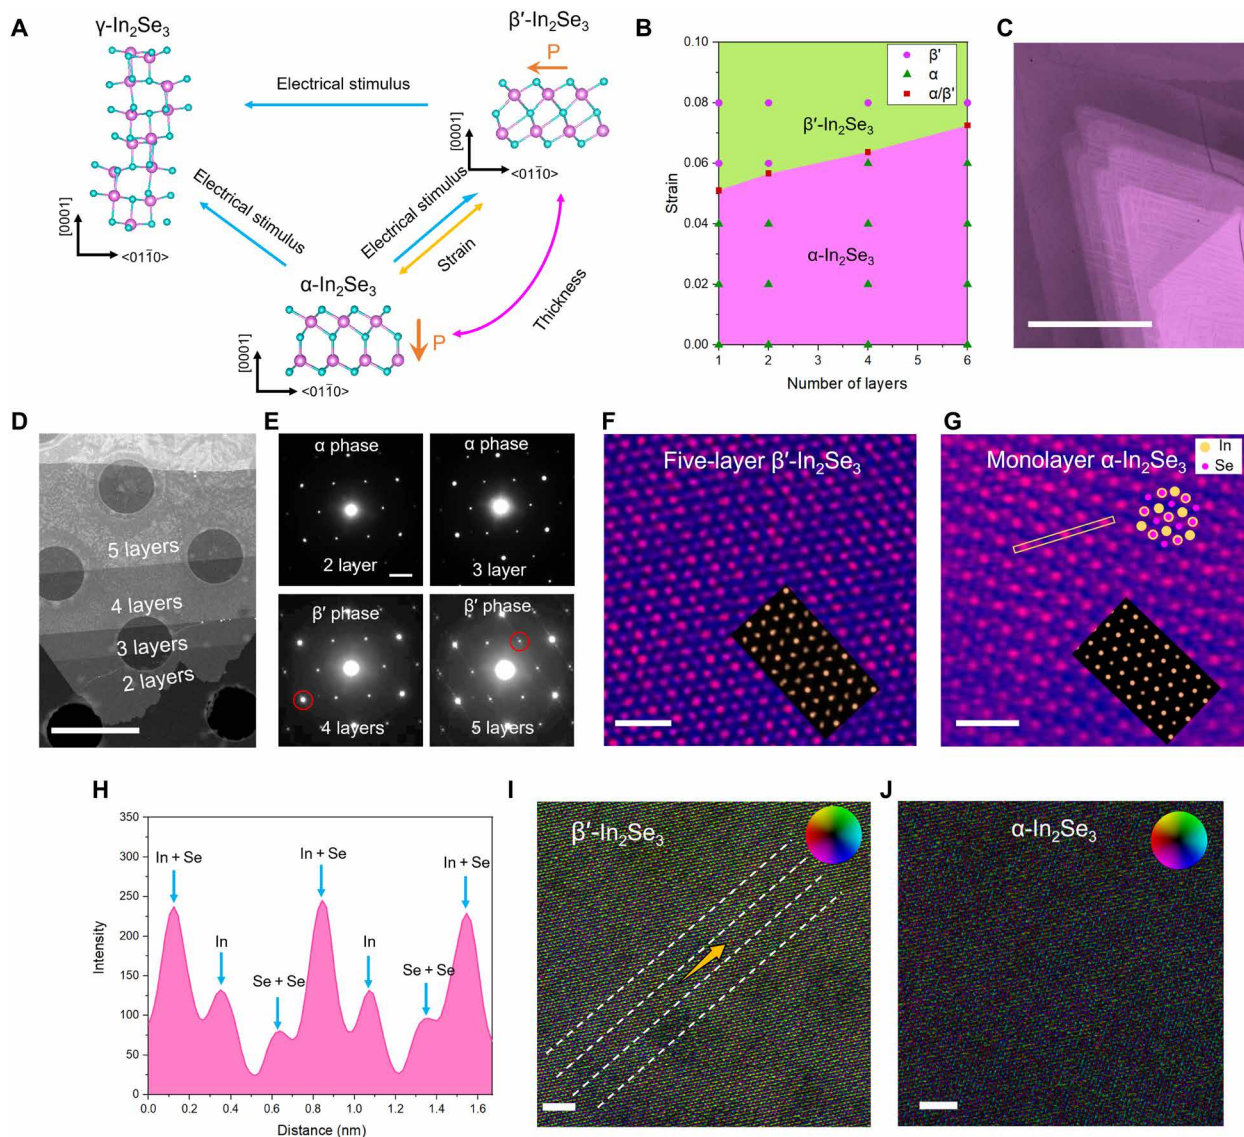 A
γ-In₂Se₃
β′-In₂Se₃
P
Electrical stimulus
[0001]
<011̄0>
[0001]
<011̄0>
Electrical stimulus
Electrical stimulus
Strain
Thickness
α-In₂Se₃
P
[0001]
<011̄0>
B
0.10
0.08
0.06
0.04
0.02
0.00
Strain
β'
α
α/β'
β′-In₂Se₃
α-In₂Se₃
1
2
3
4
5
6
Number of layers
C
D
5 layers
4 layers
3 layers
2 layers
E
α phase
2 layer
α phase
3 layer
β′ phase
4 layers
β′ phase
5 layers
F
Five-layer β′-In₂Se₃
G
Monolayer α-In₂Se₃
In
Se
H
350
300
250
200
150
100
50
0
Intensity
In + Se
In
Se + Se
In + Se
In
Se + Se
In + Se
0.0
0.2
0.4
0.6
0.8
1.0
1.2
1.4
1.6
Distance (nm)
I
β′-In₂Se₃
J
α-In₂Se₃